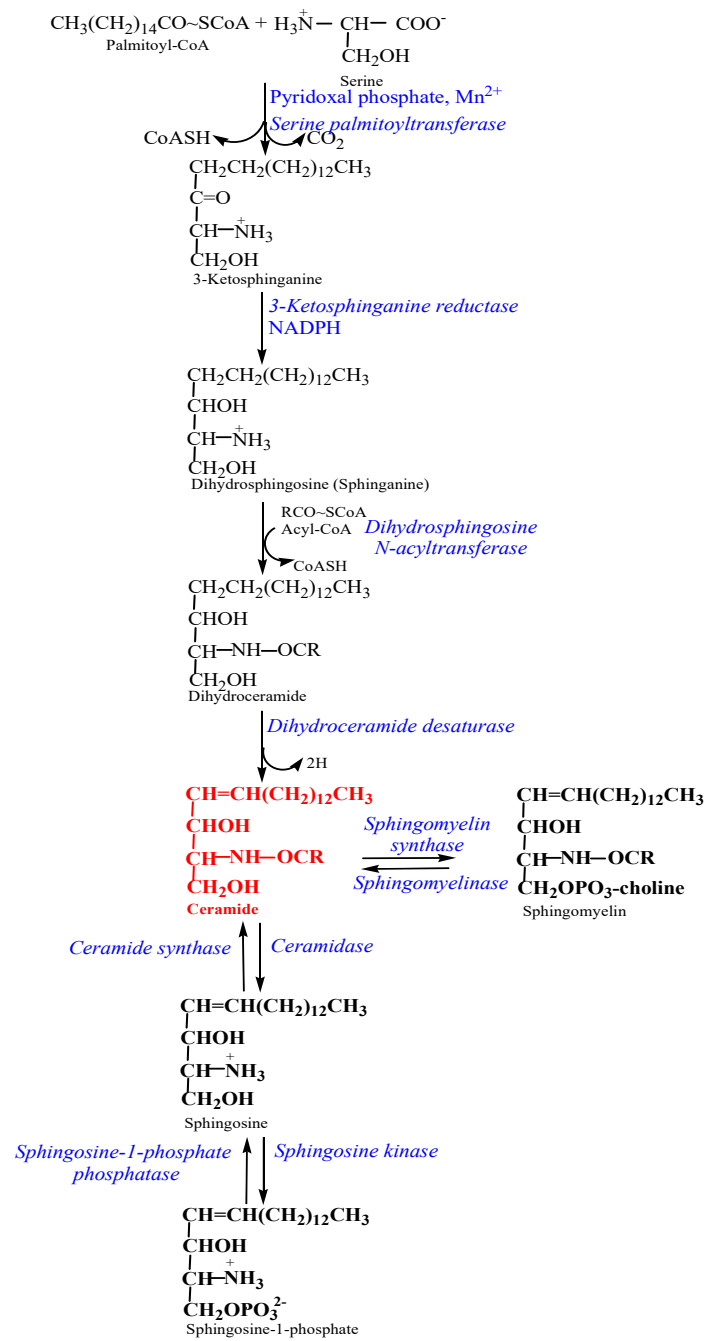 CH₃(CH₂)₁₄CO~SCoA + H₃N⁺ — CH — COO⁻
Palmitoyl-CoA
CH₂OH
Serine
Pyridoxal phosphate, Mn²⁺
Serine palmitoyltransferase
CoASH CO₂
CH₂CH₂(CH₂)₁₂CH₃
C=O
CH—NH₃⁺
CH₂OH
3-Ketosphinganine
3-Ketosphinganine reductase
NADPH
CH₂CH₂(CH₂)₁₂CH₃
CHOH
CH—NH₃⁺
CH₂OH
Dihydrosphingosine (Sphinganine)
RCO~SCoA
Acyl-CoA
Dihydrosphingosine
N-acyltransferase
CoASH
CH₂CH₂(CH₂)₁₂CH₃
CHOH
CH—NH—OCR
CH₂OH
Dihydroceramide
Dihydroceramide desaturase
2H
CH=CH(CH₂)₁₂CH₃
CHOH
CH—NH—OCR
CH₂OH
Ceramide
Sphingomyelin
synthase
Sphingomyelinase
CH=CH(CH₂)₁₂CH₃
CHOH
CH—NH—OCR
CH₂OPO₃-choline
Sphingomyelin
Ceramide synthase
Ceramidase
CH=CH(CH₂)₁₂CH₃
CHOH
CH—NH₃⁺
CH₂OH
Sphingosine
Sphingosine-1-phosphate
phosphatase
Sphingosine kinase
CH=CH(CH₂)₁₂CH₃
CHOH
CH—NH₃⁺
CH₂OPO₃²⁻
Sphingosine-1-phosphate